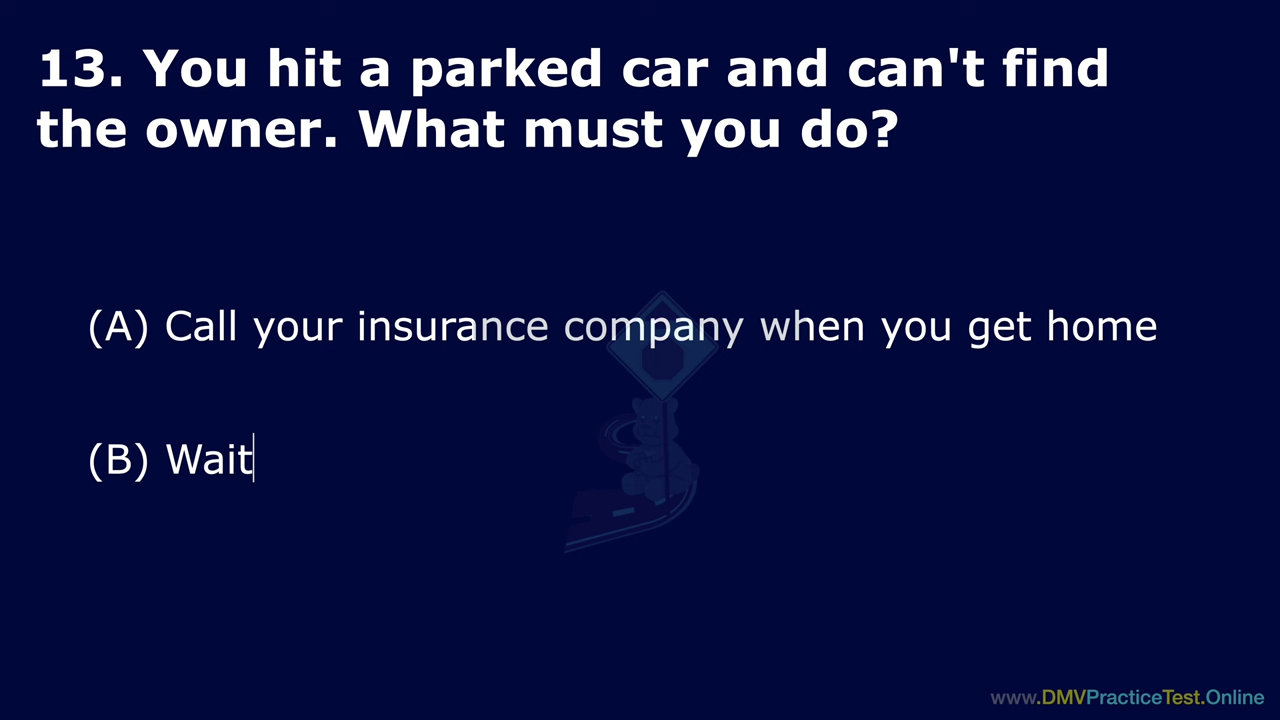 13. You hit a parked car and can't find
the owner. What must you do?
(A) Call your insurance company when you get home
(B) Wait
www.DMVPracticeTest.Online